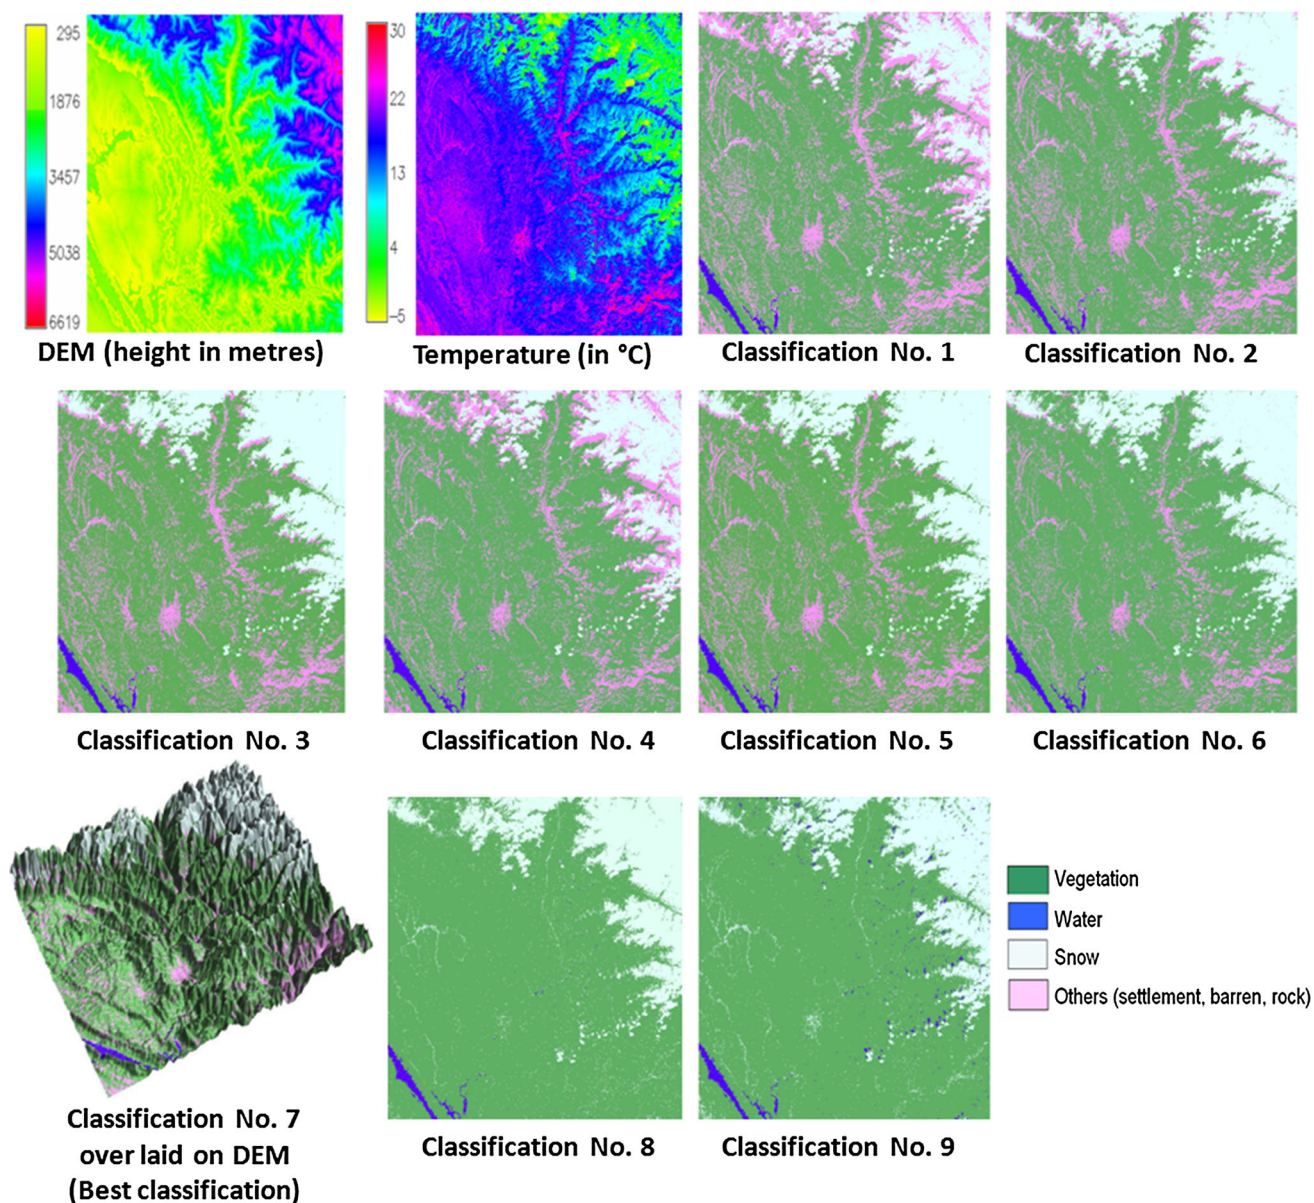 295
1876
3457
5038
6619
DEM (height in metres)
30
22
13
4
−5
Temperature (in °C)
Classification No. 1
Classification No. 2
Classification No. 3
Classification No. 4
Classification No. 5
Classification No. 6
Classification No. 7
over laid on DEM
(Best classification)
Classification No. 8
Classification No. 9
Vegetation
Water
Snow
Others (settlement, barren, rock)